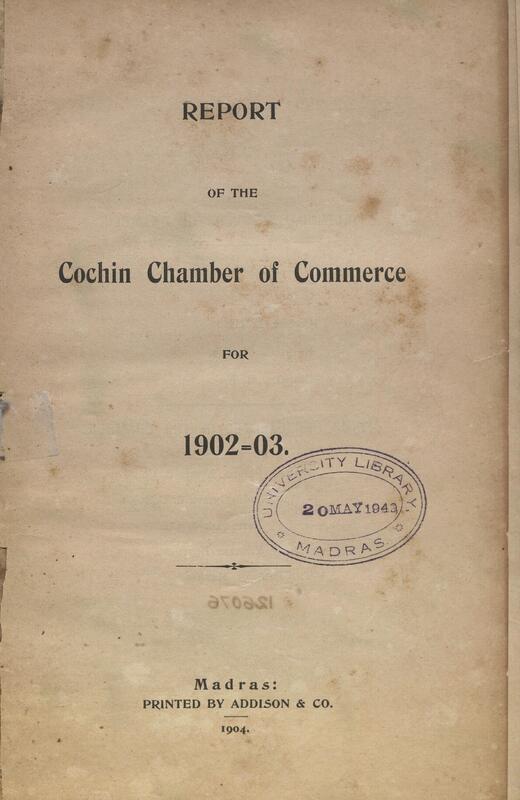 REPORT
OF THE
Cochin Chamber of Commerce
FOR
1902=03.
UNIVERSITY LIBRARY.
20 MAY 1943
MADRAS
126076
Madras:
PRINTED BY ADDISON & CO.
1904.